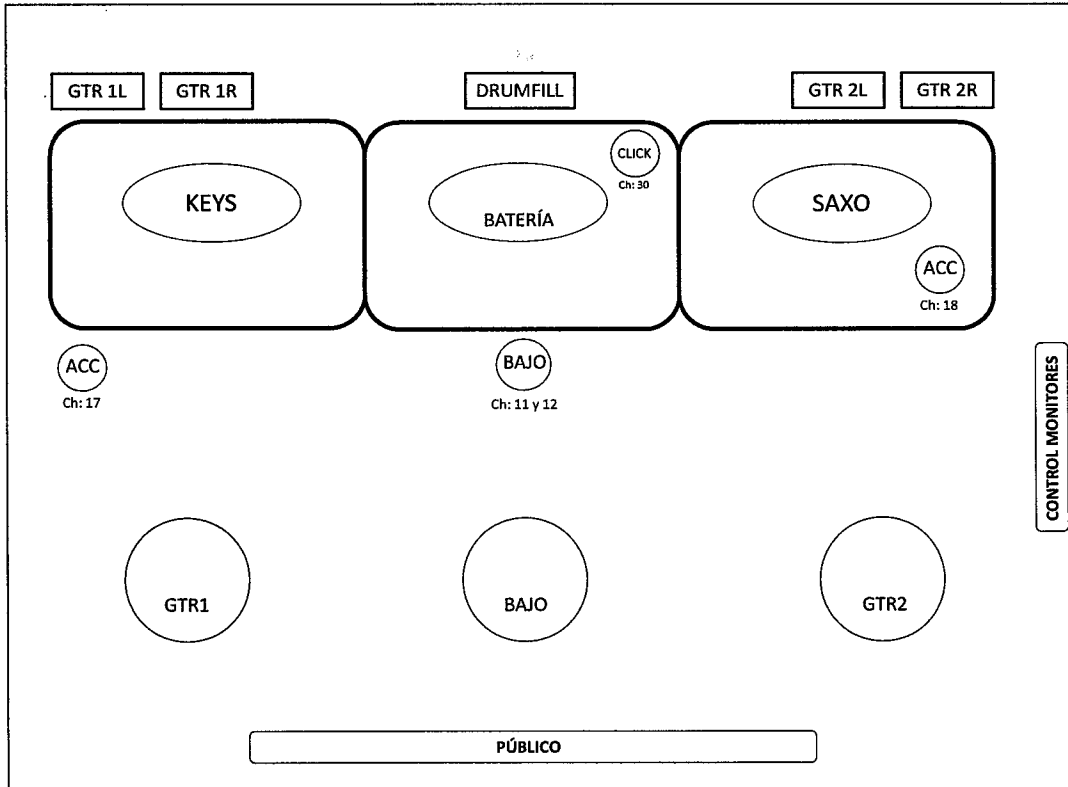 GTR 1L
GTR 1R
DRUMFILL
GTR 2L
GTR 2R
CLICK
Ch: 30
KEYS
BATERÍA
SAXO
ACC
Ch: 18
ACC
Ch: 17
BAJO
Ch: 11 y 12
CONTROL MONITORES
GTR1
BAJO
GTR2
PÚBLICO